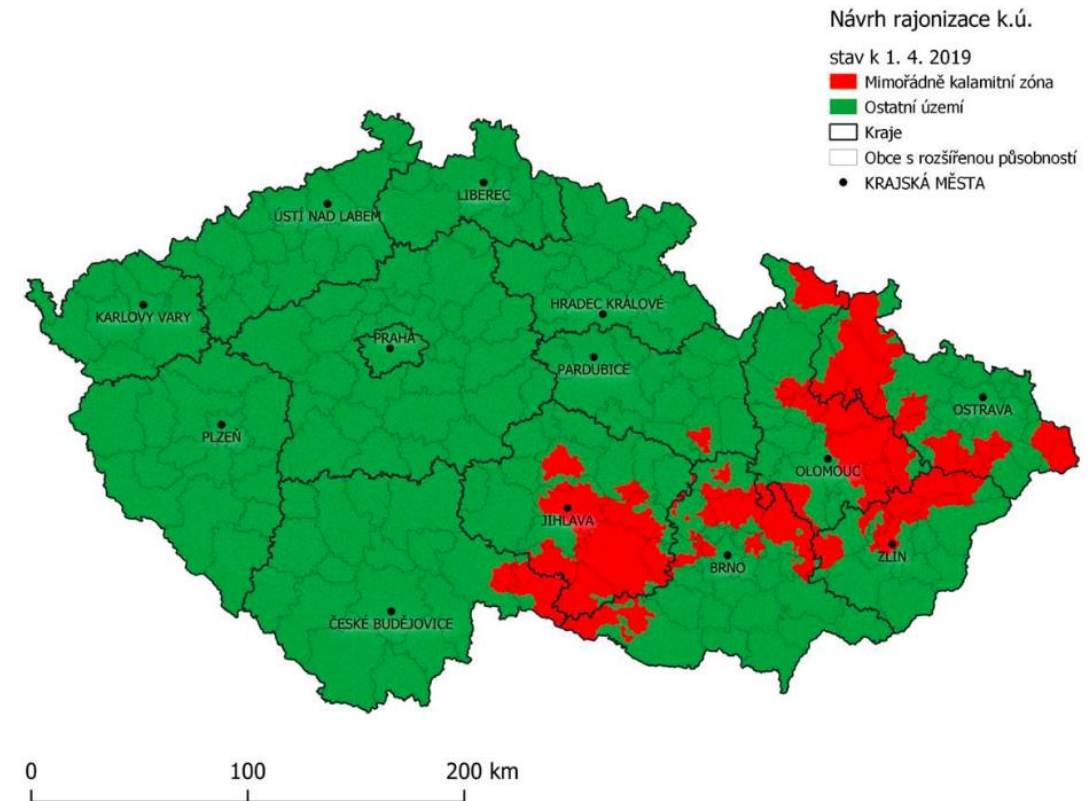 Návrh rajonizace k.ú.
stav k 1. 4. 2019
Mimořádně kalamitní zóna
Ostatní území
Kraje
Obce s rozšířenou působností
KRAJSKÁ MĚSTA
LIBEREC
ÚSTÍ NAD LABEM
HRADEC KRÁLOVÉ
KARLOVY VARY
PRAHA
PARDUBICE
OSTRAVA
PLZEŇ
OLOMOUC
JIHLAVA
ZLÍN
BRNO
ČESKÉ BUDĚJOVICE
0 100 200 km